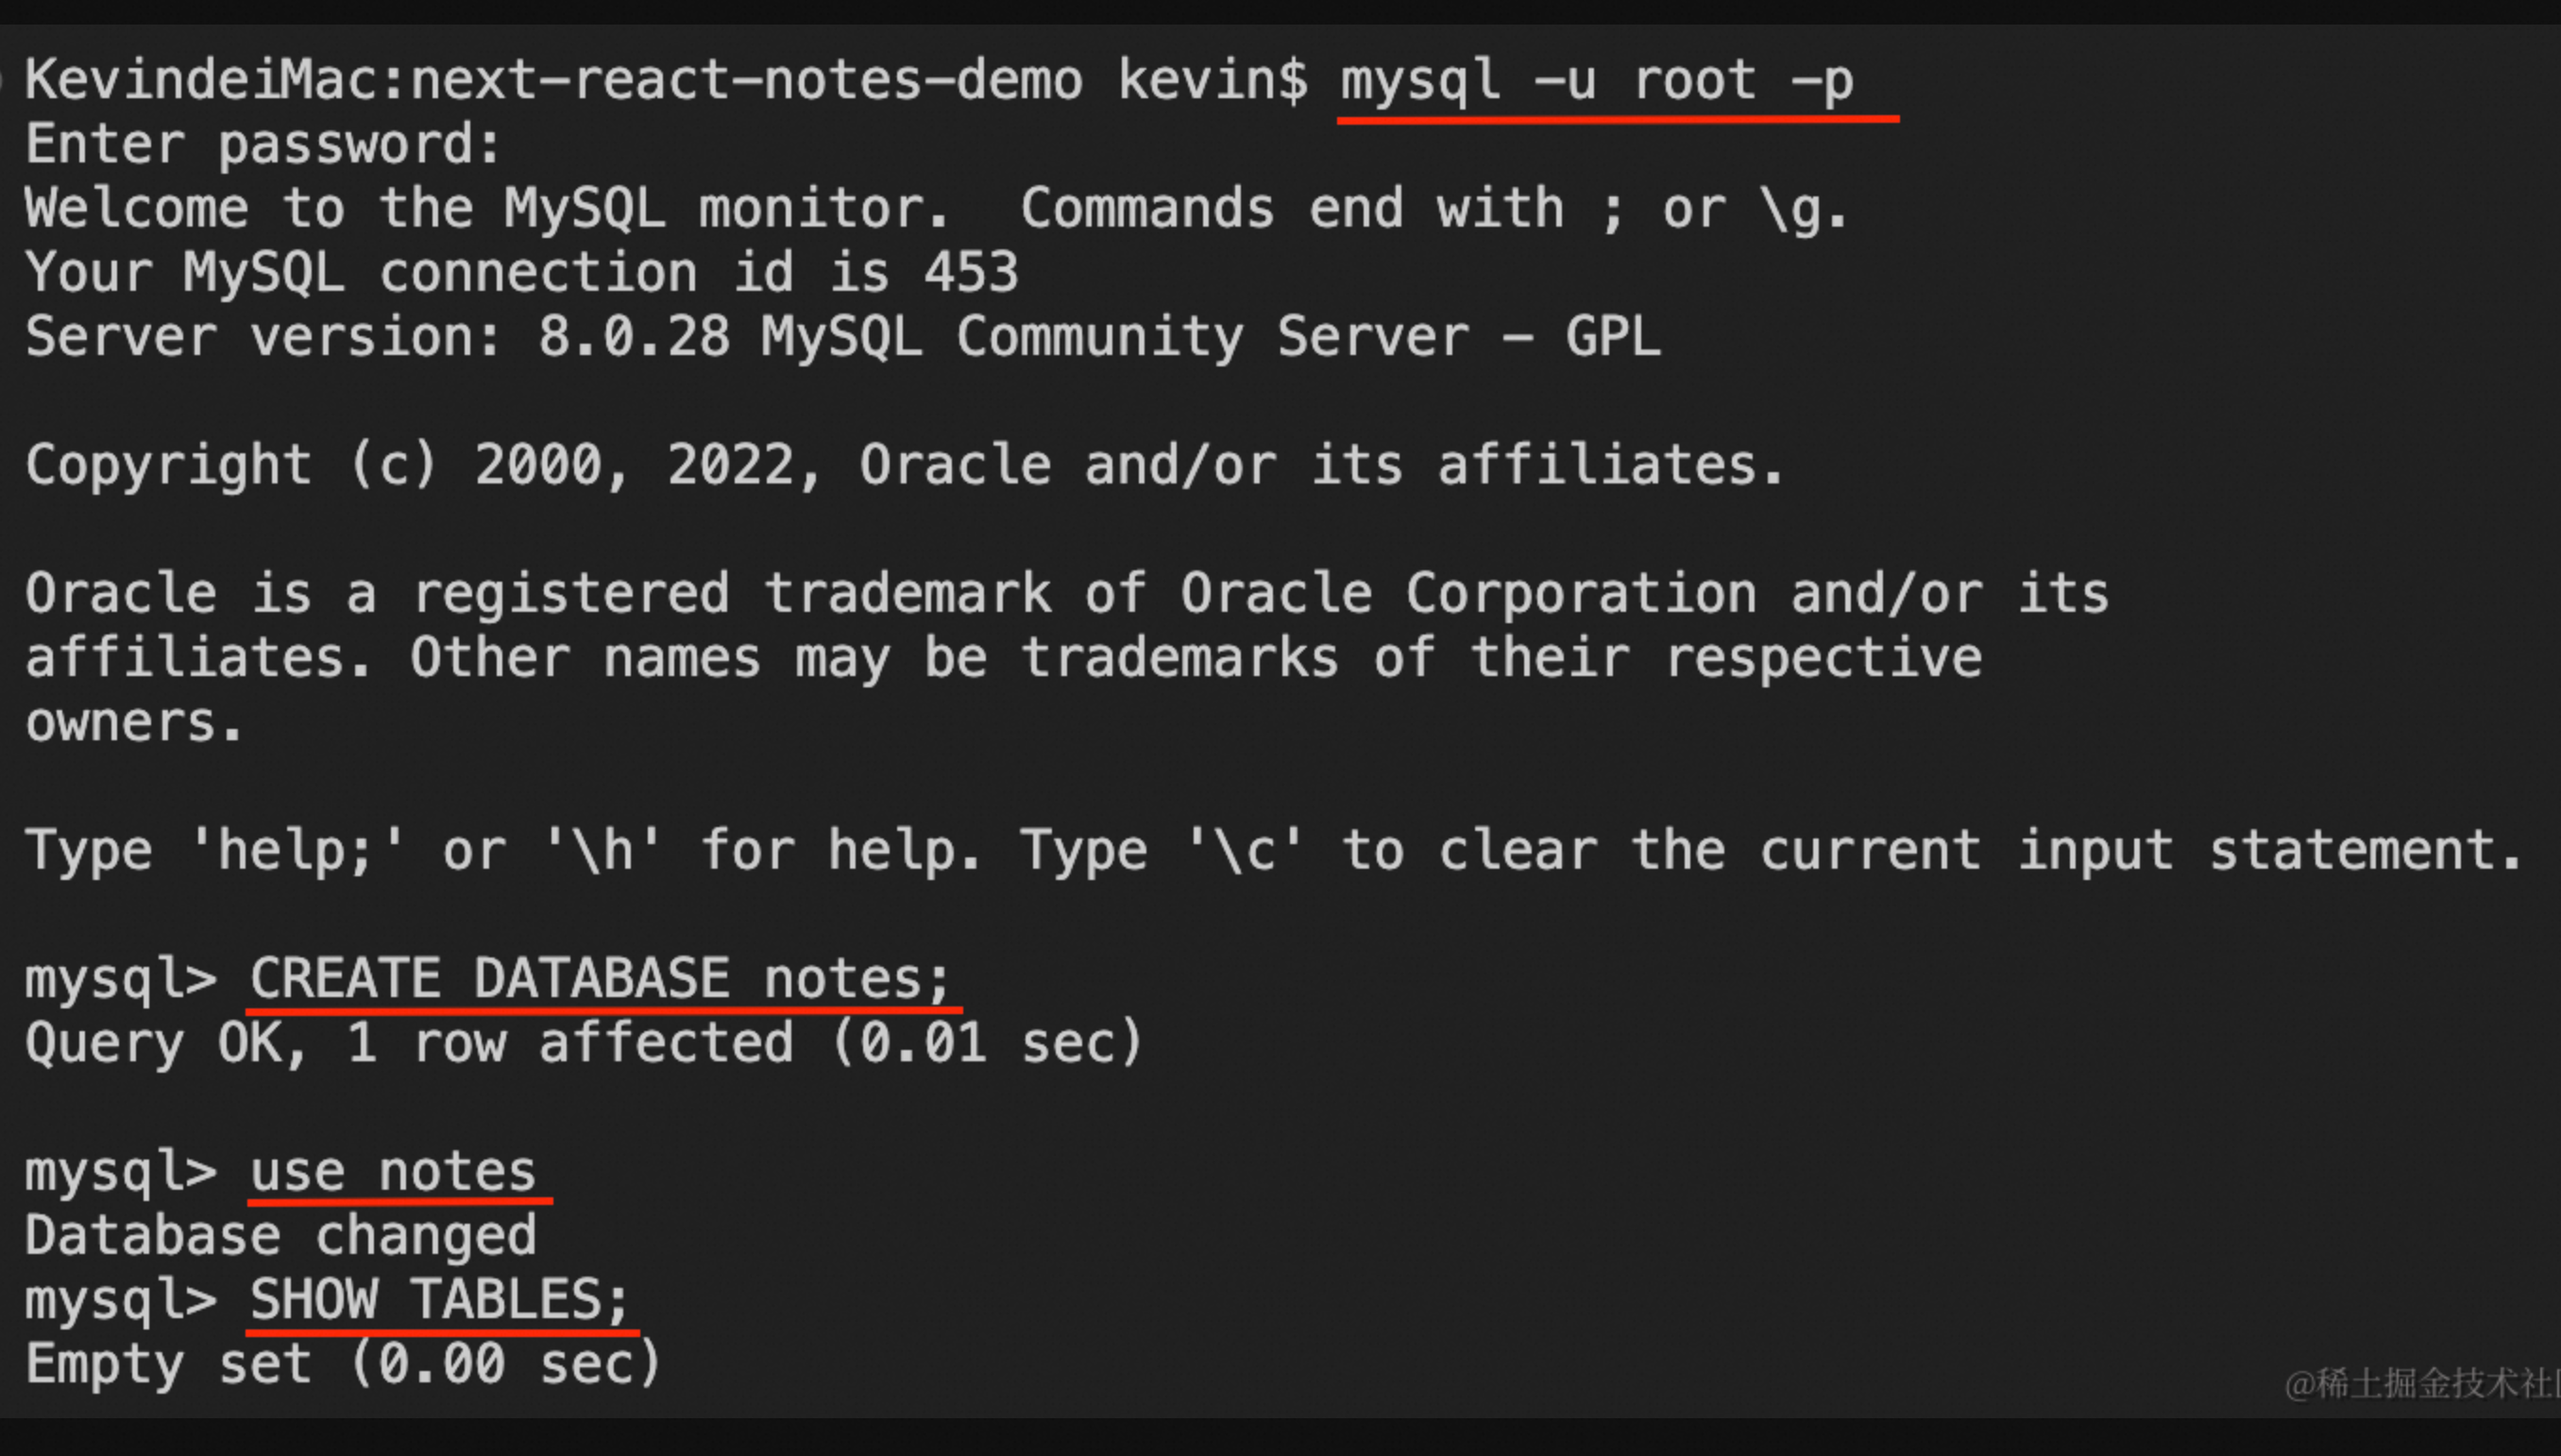 KevindeiMac:next-react-notes-demo kevin$ mysql -u root -p
Enter password:
Welcome to the MySQL monitor.  Commands end with ; or \g.
Your MySQL connection id is 453
Server version: 8.0.28 MySQL Community Server - GPL
Copyright (c) 2000, 2022, Oracle and/or its affiliates.
Oracle is a registered trademark of Oracle Corporation and/or its
affiliates. Other names may be trademarks of their respective
owners.
Type 'help;' or '\h' for help. Type '\c' to clear the current input statement.
mysql> CREATE DATABASE notes;
Query OK, 1 row affected (0.01 sec)
mysql> use notes
Database changed
mysql> SHOW TABLES;
Empty set (0.00 sec)
@稀土掘金技术社